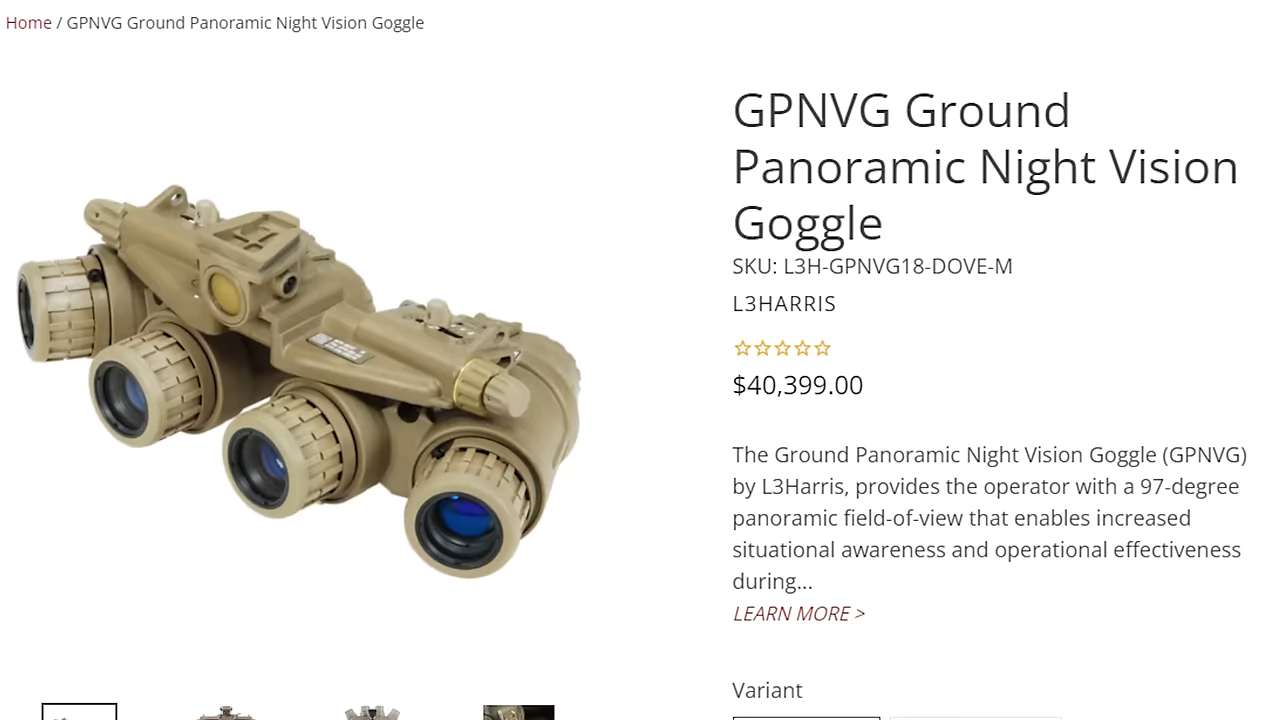 Home / GPNVG Ground Panoramic Night Vision Goggle
GPNVG Ground
Panoramic Night Vision
Goggle
SKU: L3H-GPNVG18-DOVE-M
L3HARRIS
$40,399.00
The Ground Panoramic Night Vision Goggle (GPNVG)
by L3Harris, provides the operator with a 97-degree
panoramic field-of-view that enables increased
situational awareness and operational effectiveness
during...
LEARN MORE >
Variant